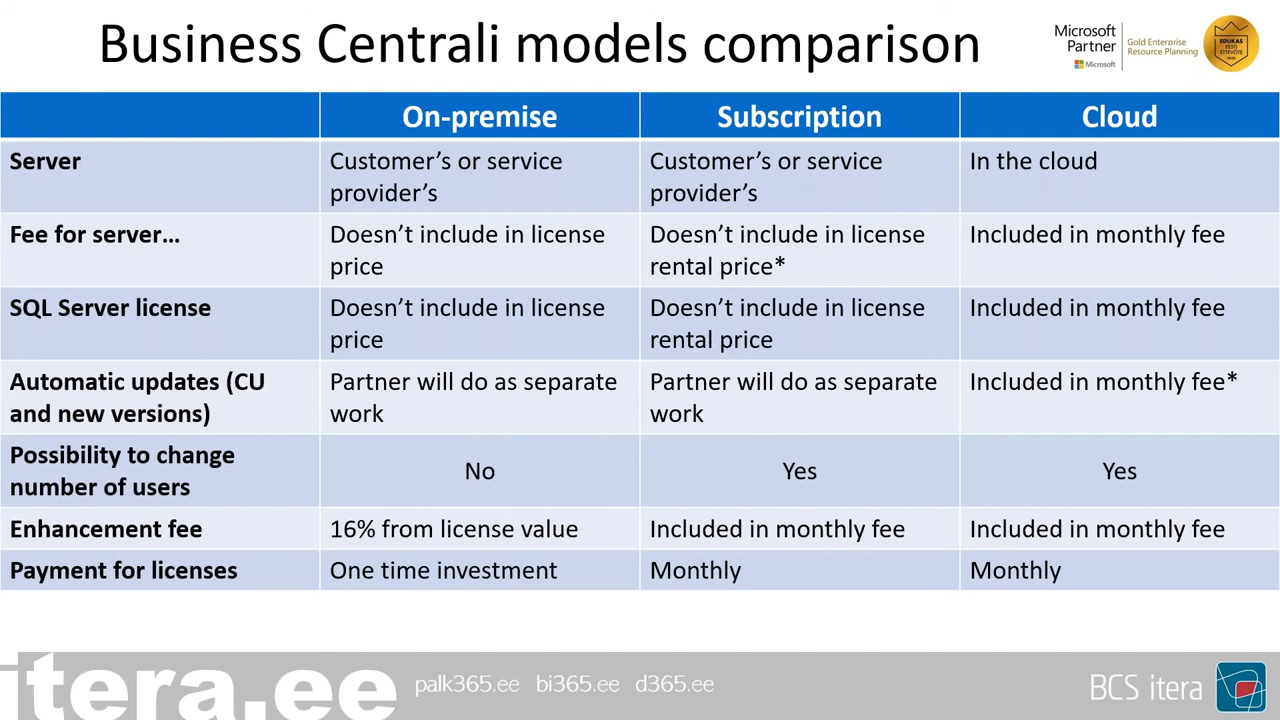 Business Centrali models comparison
Microsoft
Partner
Microsoft
Gold Enterprise
Resource Planning
EDUKAS
EESTI
ETTEVÕTE
On-premise
Subscription
Cloud
Server
Customer’s or service
provider’s
Customer’s or service
provider’s
In the cloud
Fee for server…
Doesn’t include in license
price
Doesn’t include in license
rental price*
Included in monthly fee
SQL Server license
Doesn’t include in license
price
Doesn’t include in license
rental price
Included in monthly fee
Automatic updates (CU
and new versions)
Partner will do as separate
work
Partner will do as separate
work
Included in monthly fee*
Possibility to change
number of users
No
Yes
Yes
Enhancement fee
16% from license value
Included in monthly fee
Included in monthly fee
Payment for licenses
One time investment
Monthly
Monthly
itera.ee
palk365.ee bi365.ee d365.ee
BCS itera